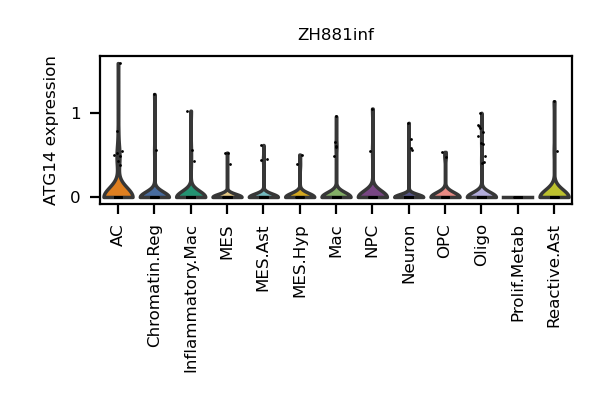 ZH881inf
ATG14 expression
1
0
AC
Chromatin.Reg
Inflammatory.Mac
MES
MES.Ast
MES.Hyp
Mac
NPC
Neuron
OPC
Oligo
Prolif.Metab
Reactive.Ast